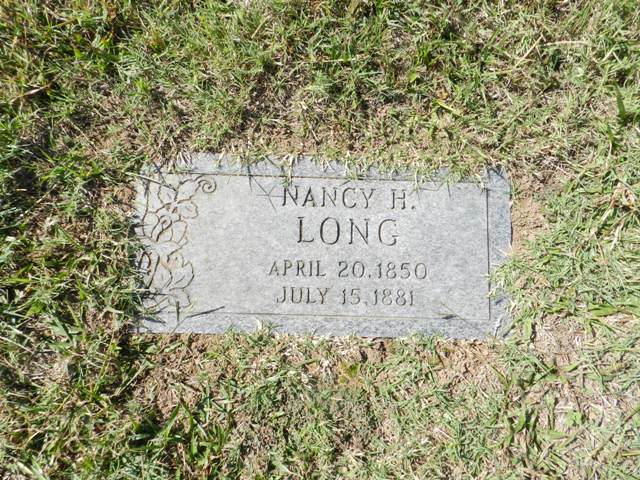 NANCY H.
LONG
APRIL 20, 1850
JULY 15, 1881